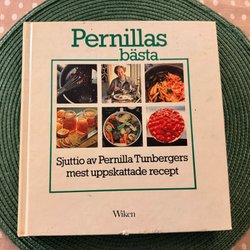 Pernillas
bästa
Sjuttio av Pernilla Tunbergers
mest uppskattade recept
Wiken